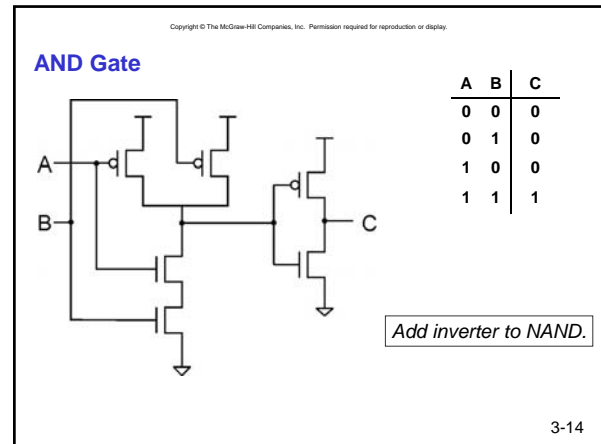 Copyright © The McGraw-Hill Companies, Inc. Permission required for reproduction or display.
AND Gate
A B C
0 0 0
0 1 0
1 0 0
1 1 1
A
B
C
Add inverter to NAND.
3-14